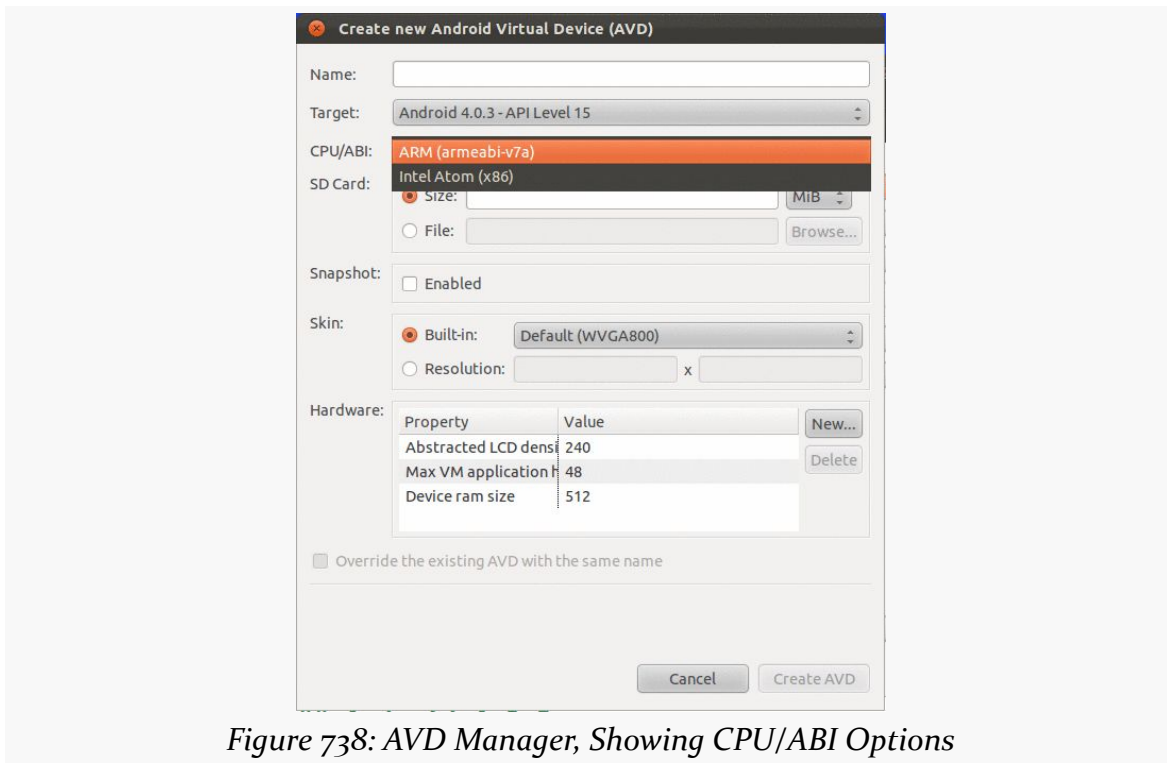 Create new Android Virtual Device (AVD)
Name:
Target: Android 4.0.3 - API Level 15
CPU/ABI: ARM (armeabi-v7a)
Intel Atom (x86)
SD Card:
Size: MiB
File: Browse...
Snapshot: Enabled
Skin:
Built-in: Default (WVGA800)
Resolution: x
Hardware:
Property Value New...
Abstracted LCD densi 240
Delete
Max VM application h 48
Device ram size 512
Override the existing AVD with the same name
Cancel Create AVD
Figure 738: AVD Manager, Showing CPU/ABI Options